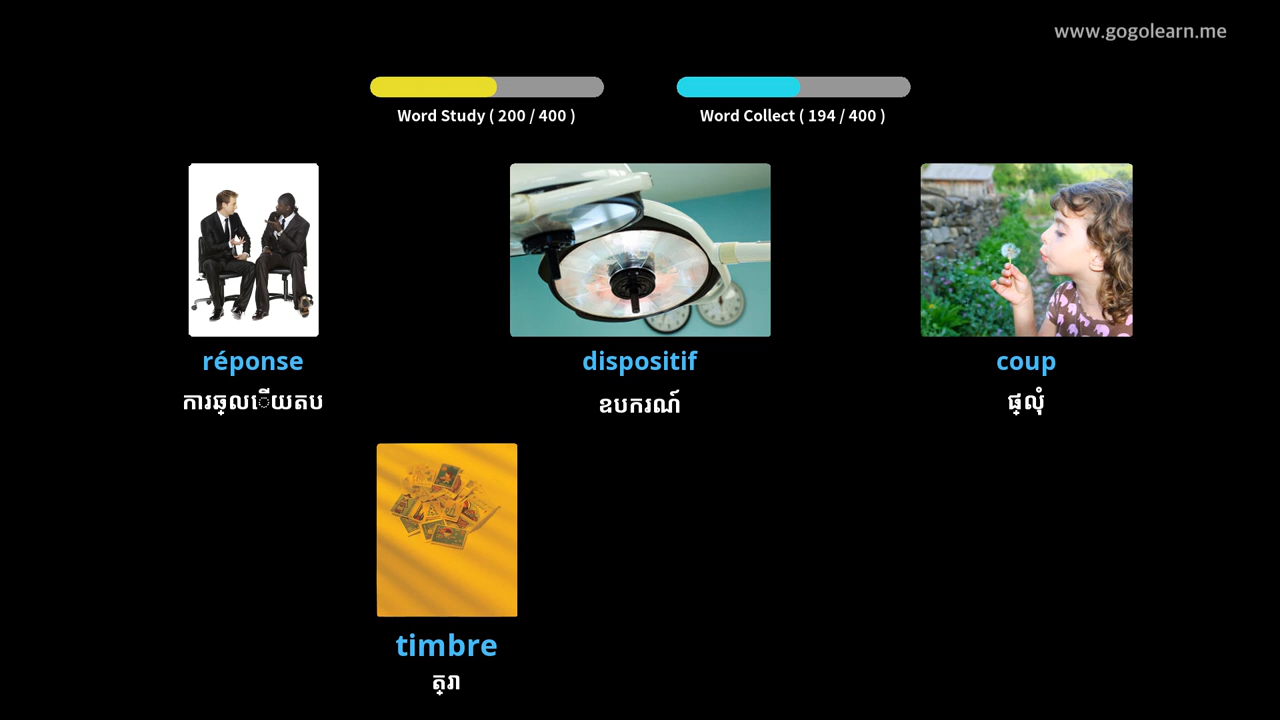 www.gogolearn.me
Word Study ( 200 / 400 )
Word Collect ( 194 / 400 )
réponse
dispositif
coup
ការឆ្លើយតប
ឧបករណ៍
ផ្លុំ
timbre
ត្រា